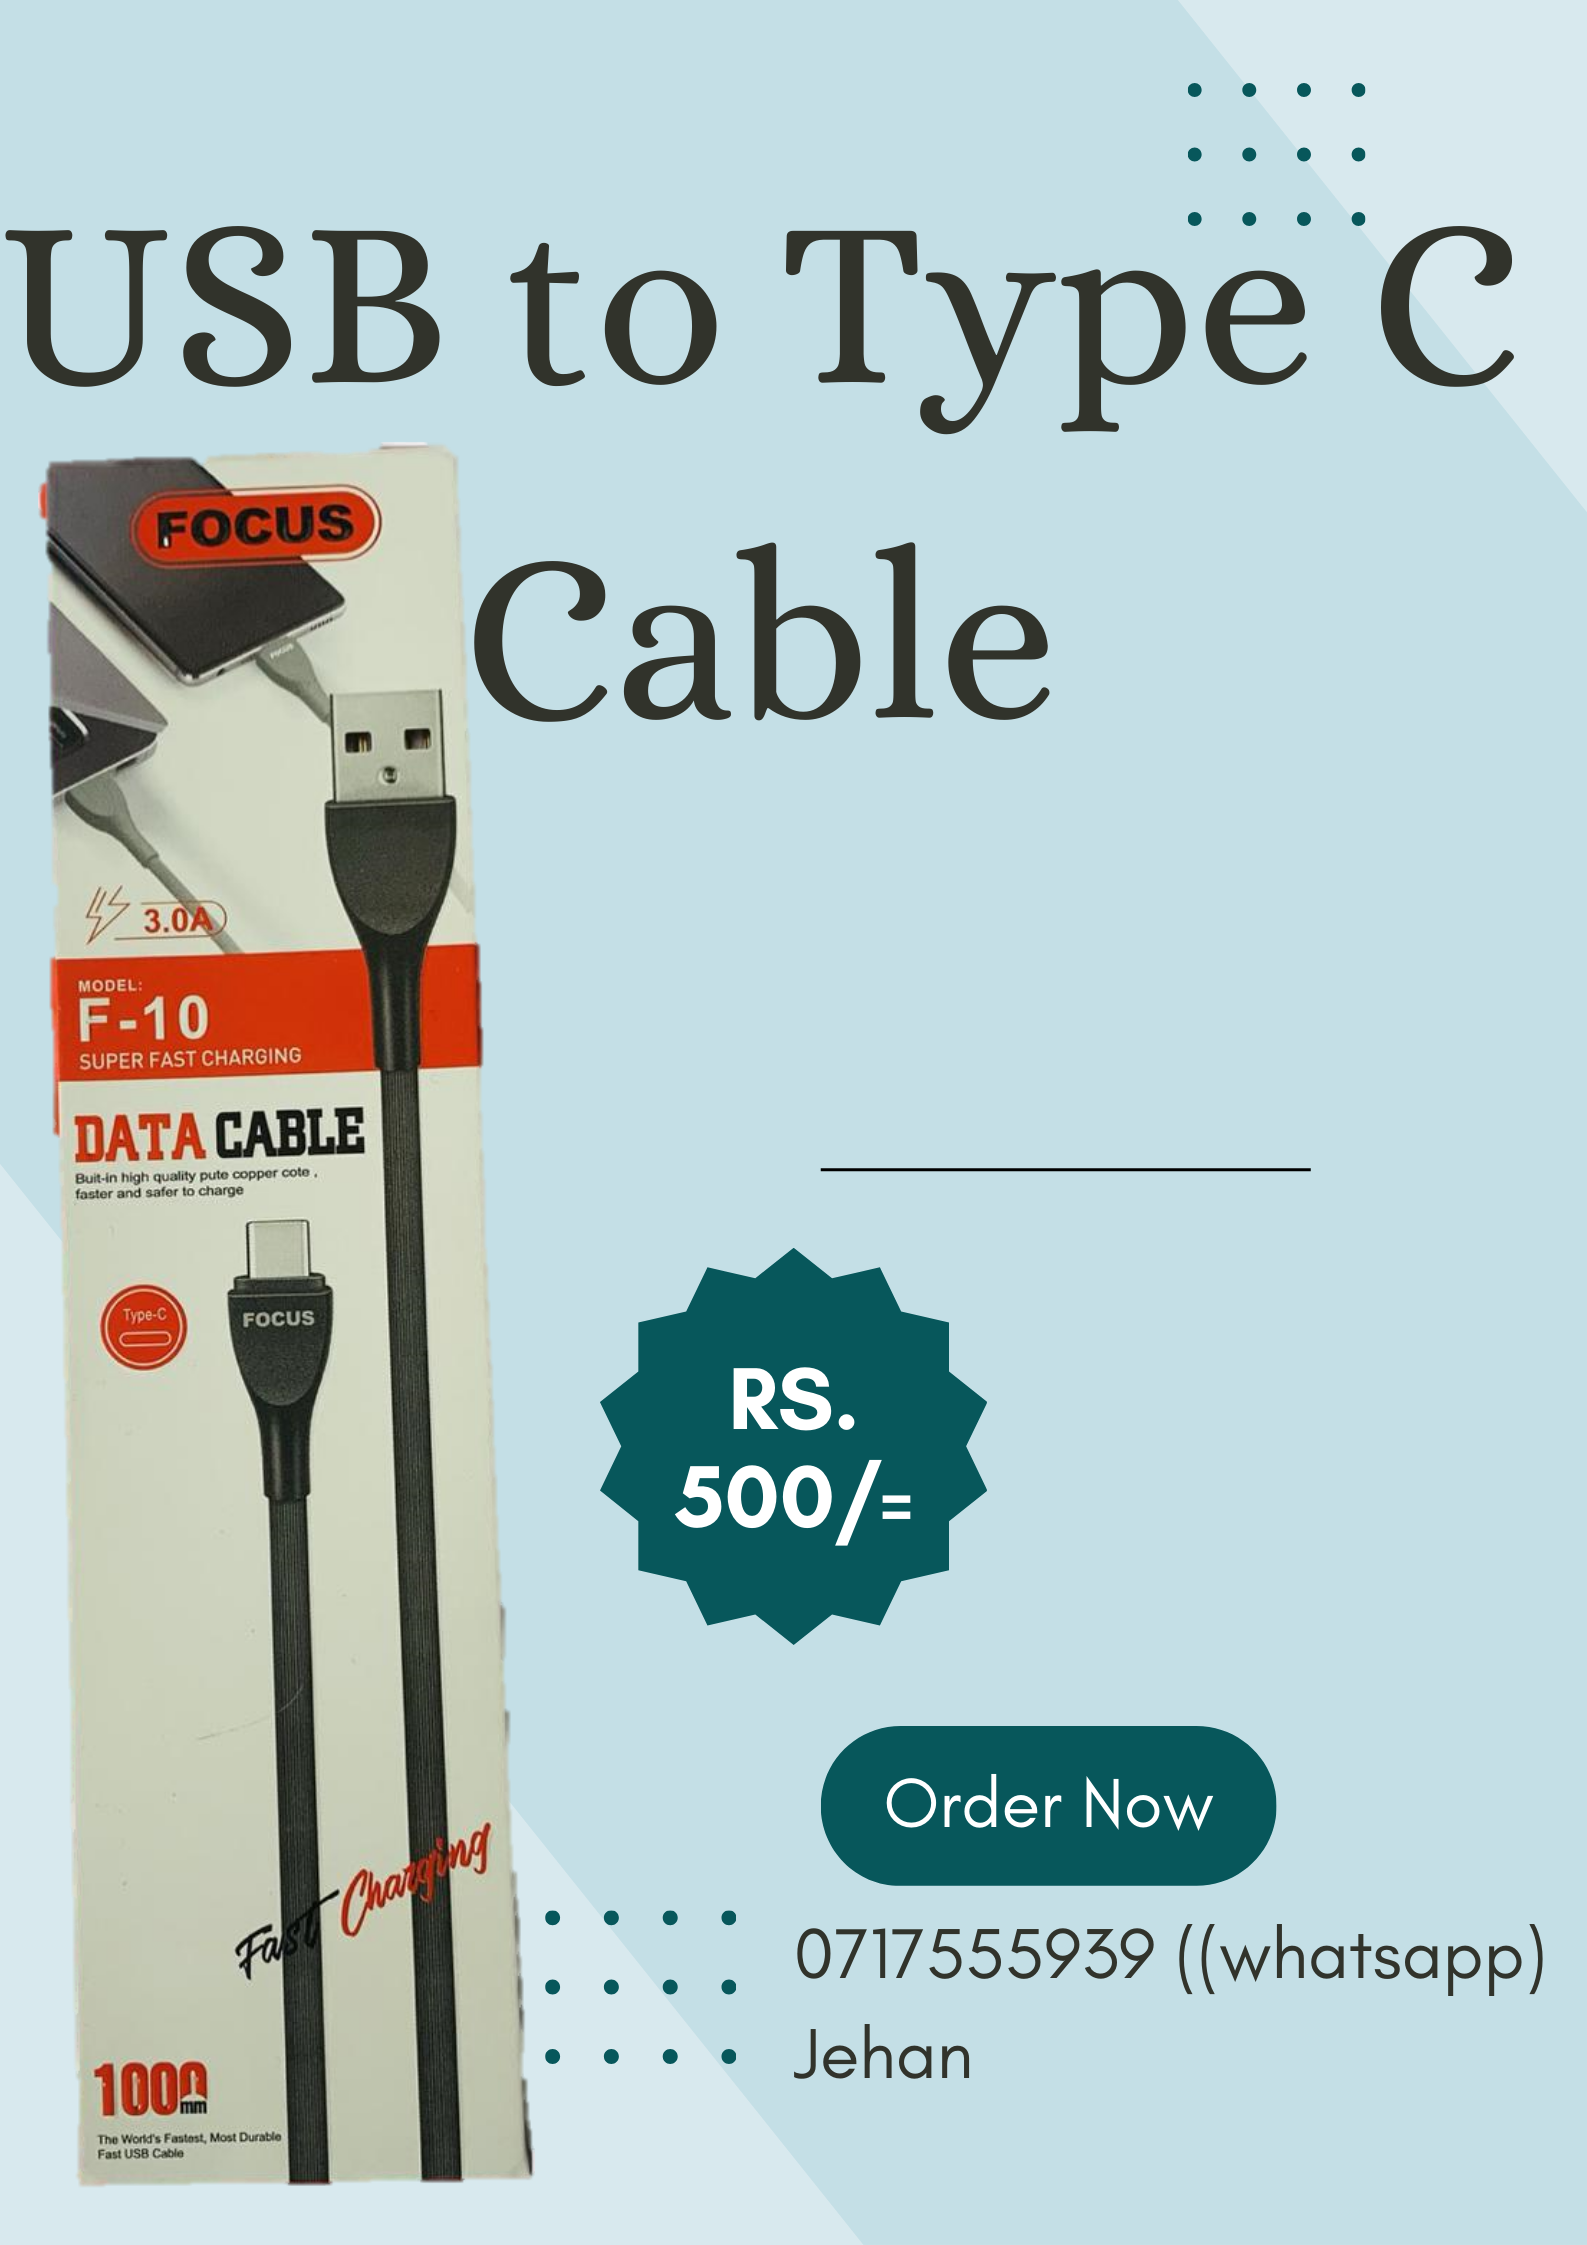 USB to Type C
Cable
FOCUS
3.0A
MODEL:
F-10
SUPER FAST CHARGING
DATA CABLE
Buit-in high quality pute copper cote ,
faster and safer to charge
Type-C
FOCUS
Fast Charging
1000
mm
The World's Fastest, Most Durable
Fast USB Cable
RS.
500/=
Order Now
0717555939 ((whatsapp)
Jehan